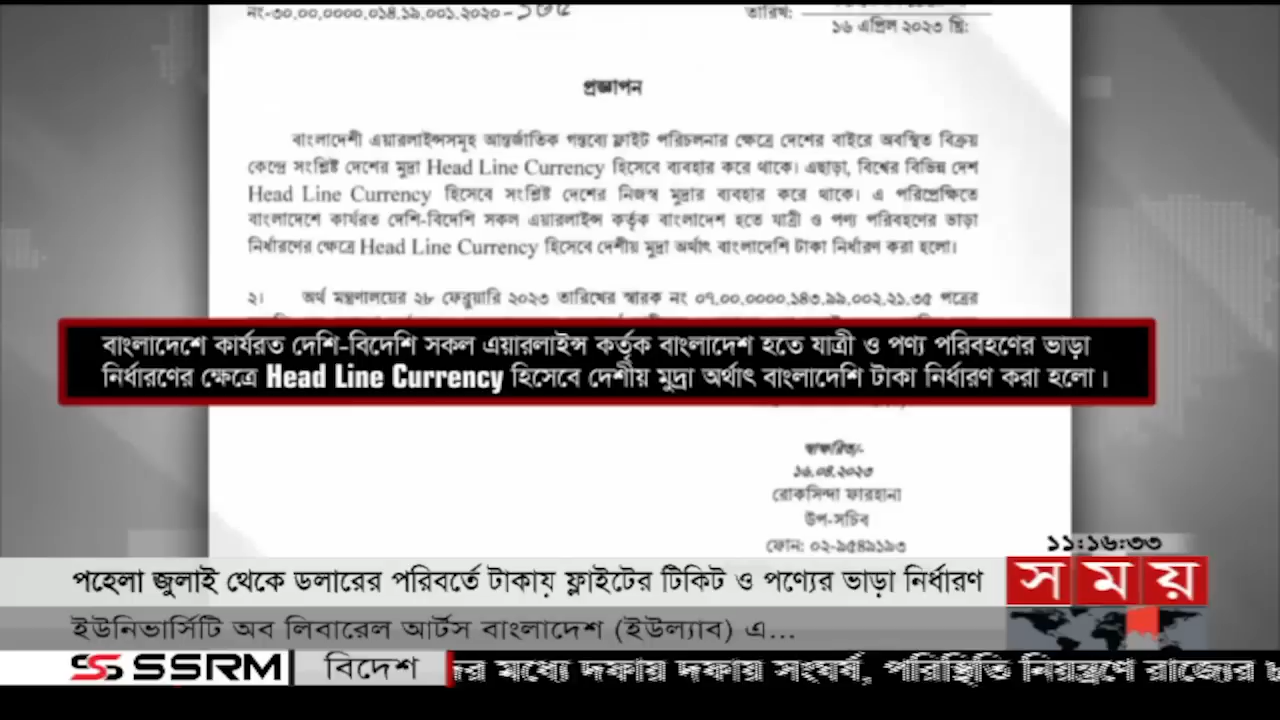 নং-৩০.০০.০০০০.০১৪.১৯.০০১.২০২০-১৩৫
তারিখ:
১৬ এপ্রিল ২০২৩ খ্রি:
প্রজ্ঞাপন
বাংলাদেশী এয়ারলাইন্সসমূহ আন্তর্জাতিক গন্তব্যে ফ্লাইট পরিচলনার ক্ষেত্রে দেশের বাইরে অবস্থিত বিক্রয়
কেন্দ্রে সংশ্লিষ্ট দেশের মুদ্রা Head Line Currency হিসেবে ব্যবহার করে থাকে। এছাড়া, বিশ্বের বিভিন্ন দেশ
Head Line Currency হিসেবে সংশ্লিষ্ট দেশের নিজস্ব মুদ্রার ব্যবহার করে থাকে। এ পরিপ্রেক্ষিতে
বাংলাদেশে কার্যরত দেশি-বিদেশি সকল এয়ারলাইন্স কর্তৃক বাংলাদেশ হতে যাত্রী ও পণ্য পরিবহণের ভাড়া
নির্ধারণের ক্ষেত্রে Head Line Currency হিসেবে দেশীয় মুদ্রা অর্থাৎ বাংলাদেশি টাকা নির্ধারণ করা হলো।
২। অর্থ মন্ত্রণালয়ের ২৮ ফেব্রুয়ারি ২০২৩ তারিখের স্মারক নং ০৭.০০.০০০০.১৪৩.৯৯.০০২.২১.৩৫ পত্রের
বাংলাদেশে কার্যরত দেশি-বিদেশি সকল এয়ারলাইন্স কর্তৃক বাংলাদেশ হতে যাত্রী ও পণ্য পরিবহণের ভাড়া
নির্ধারণের ক্ষেত্রে Head Line Currency হিসেবে দেশীয় মুদ্রা অর্থাৎ বাংলাদেশি টাকা নির্ধারণ করা হলো।
স্বাক্ষরিত/-
১৬.০৪.২০২৩
রোকসিন্দা ফারহানা
উপ-সচিব
ফোন: ০২-৯৫৪৯১৯৩
১১:১৬:৩৩
পহেলা জুলাই থেকে ডলারের পরিবর্তে টাকায় ফ্লাইটের টিকিট ও পণ্যের ভাড়া নির্ধারণ
সময়
ইউনিভার্সিটি অব লিবারেল আর্টস বাংলাদেশ (ইউল্যাব) এ...
SSRM বিদেশ মধ্যে দফায় দফায় সংঘর্ষ, পরিস্থিতি নিয়ন্ত্রণে রাজ্যের